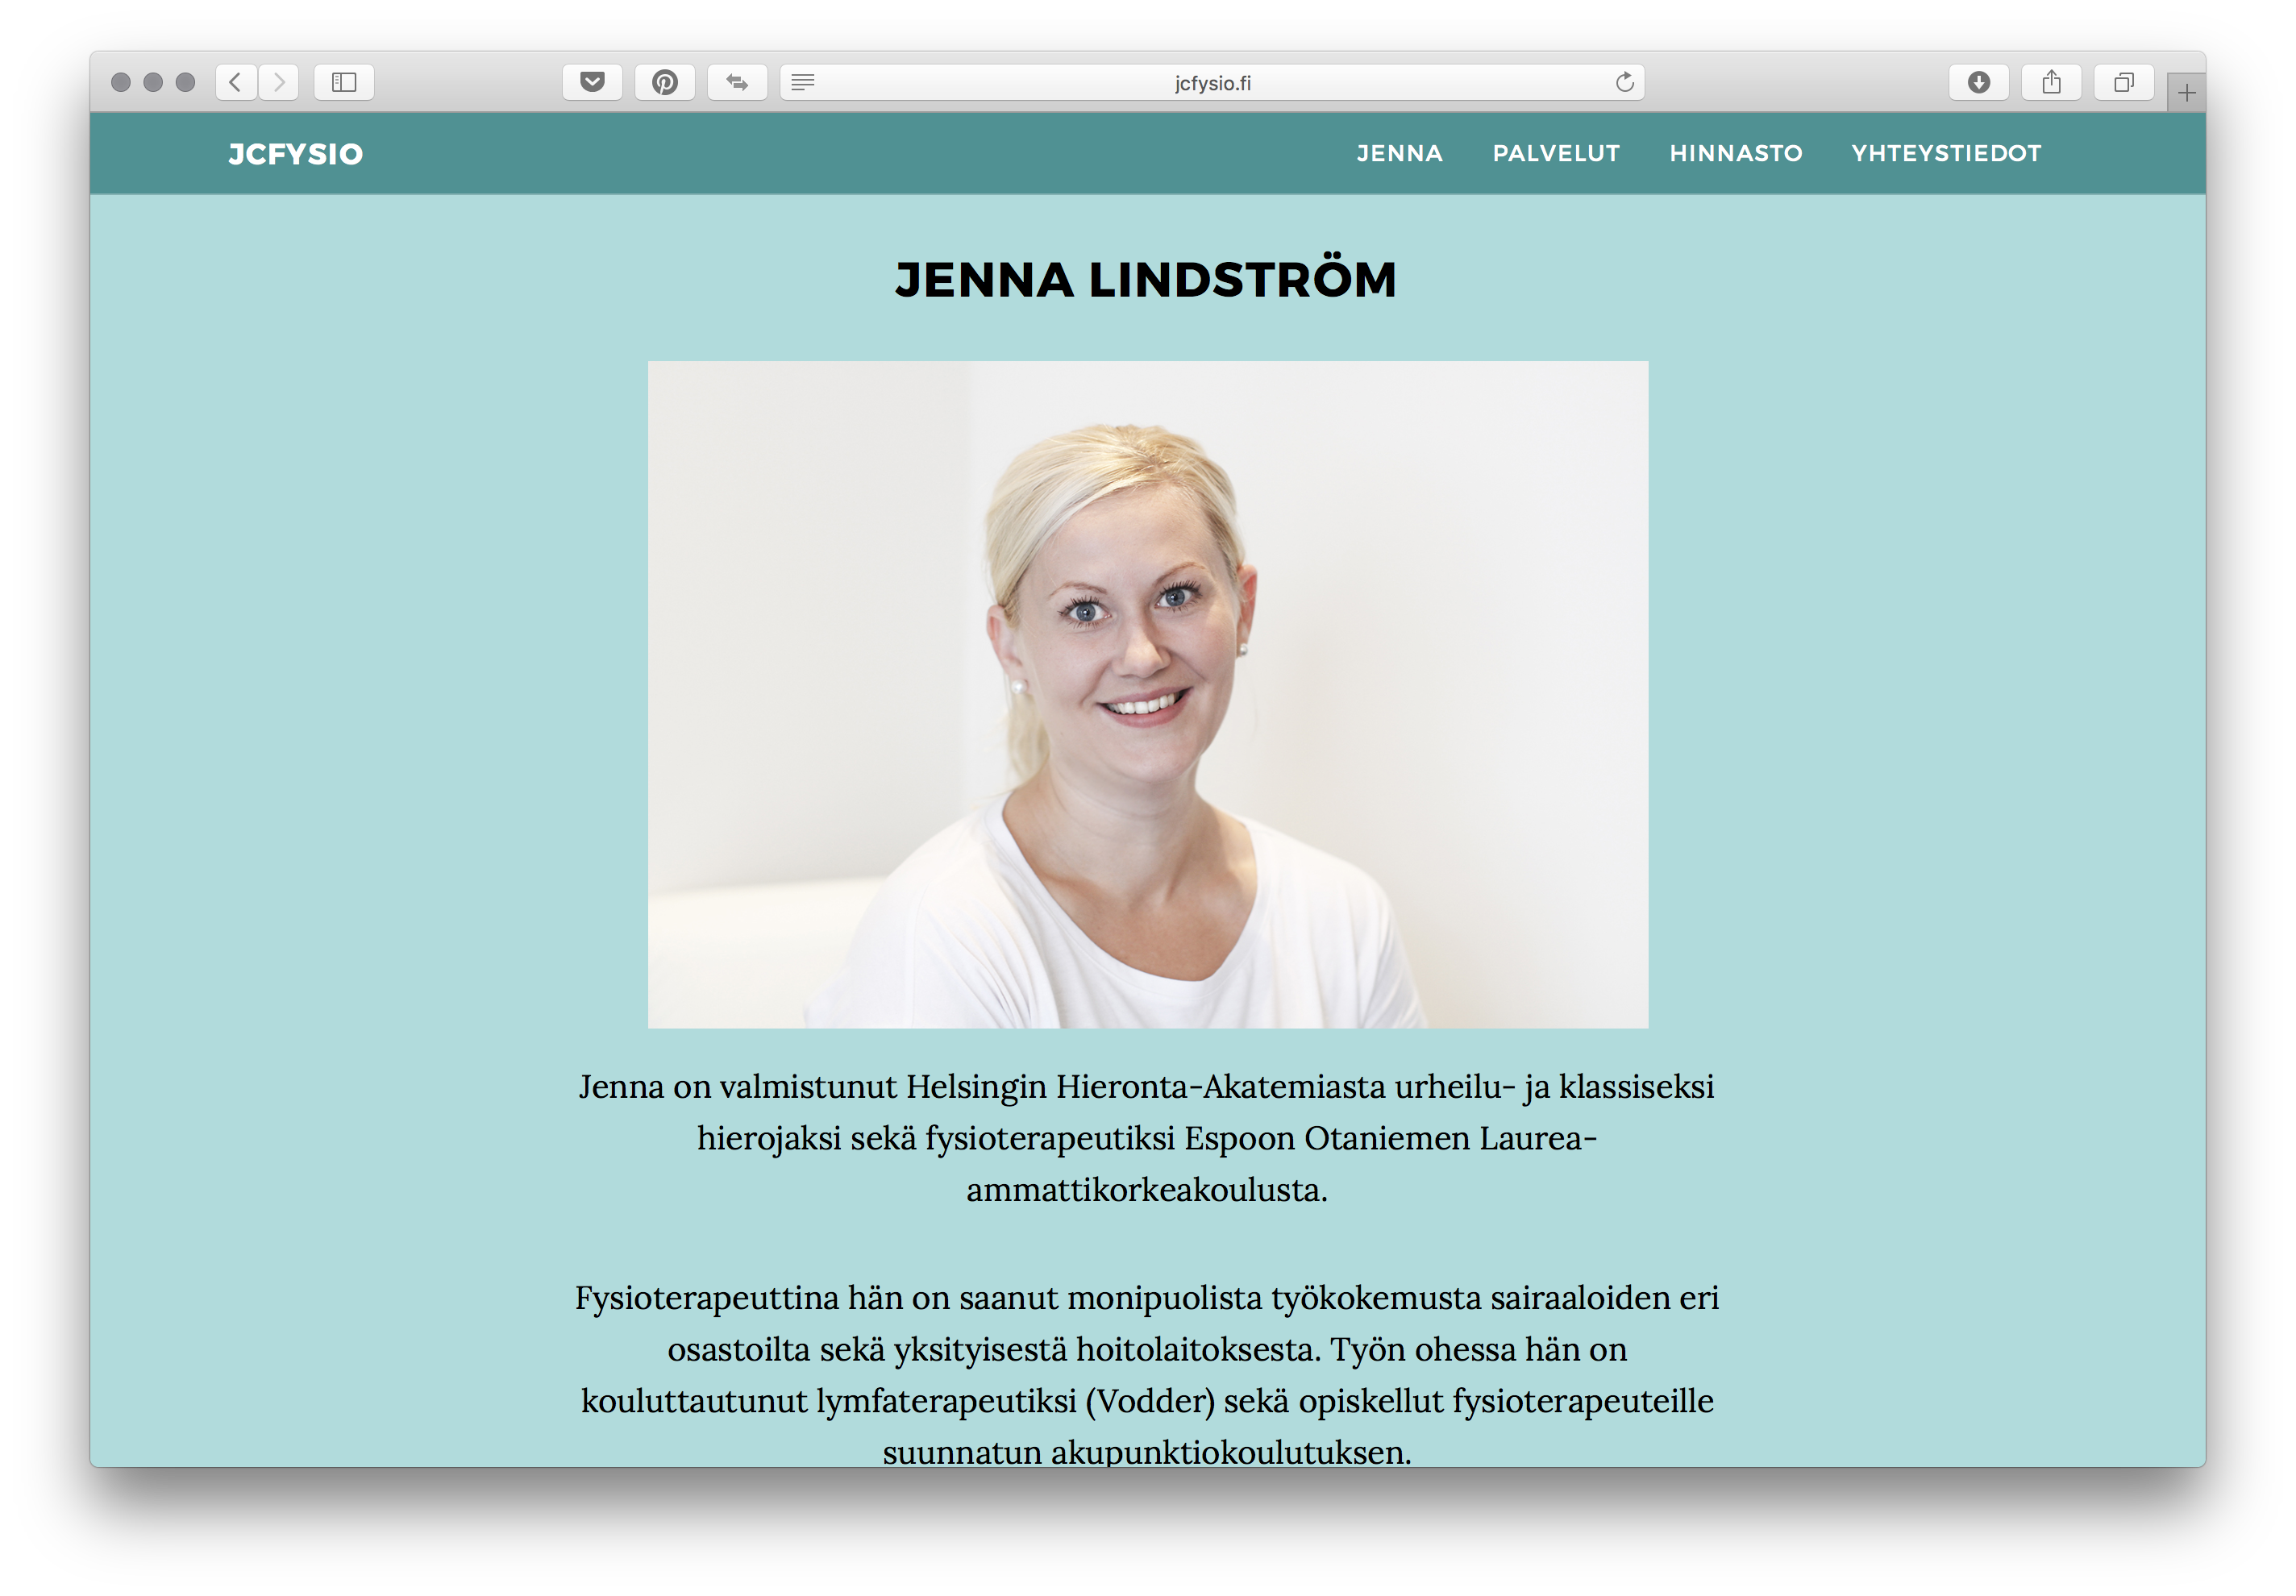 jcfysio.fi
JCFYSIO
JENNA PALVELUT HINNASTO YHTEYSTIEDOT
JENNA LINDSTRÖM
Jenna on valmistunut Helsingin Hieronta-Akatemiasta urheilu- ja klassiseksi
hierojaksi sekä fysioterapeutiksi Espoon Otaniemen Laurea-
ammattikorkeakoulusta.
Fysioterapeuttina hän on saanut monipuolista työkokemusta sairaaloiden eri
osastoilta sekä yksityisestä hoitolaitoksesta. Työn ohessa hän on
kouluttautunut lymfaterapeutiksi (Vodder) sekä opiskellut fysioterapeuteille
suunnatun akupunktiokoulutuksen.